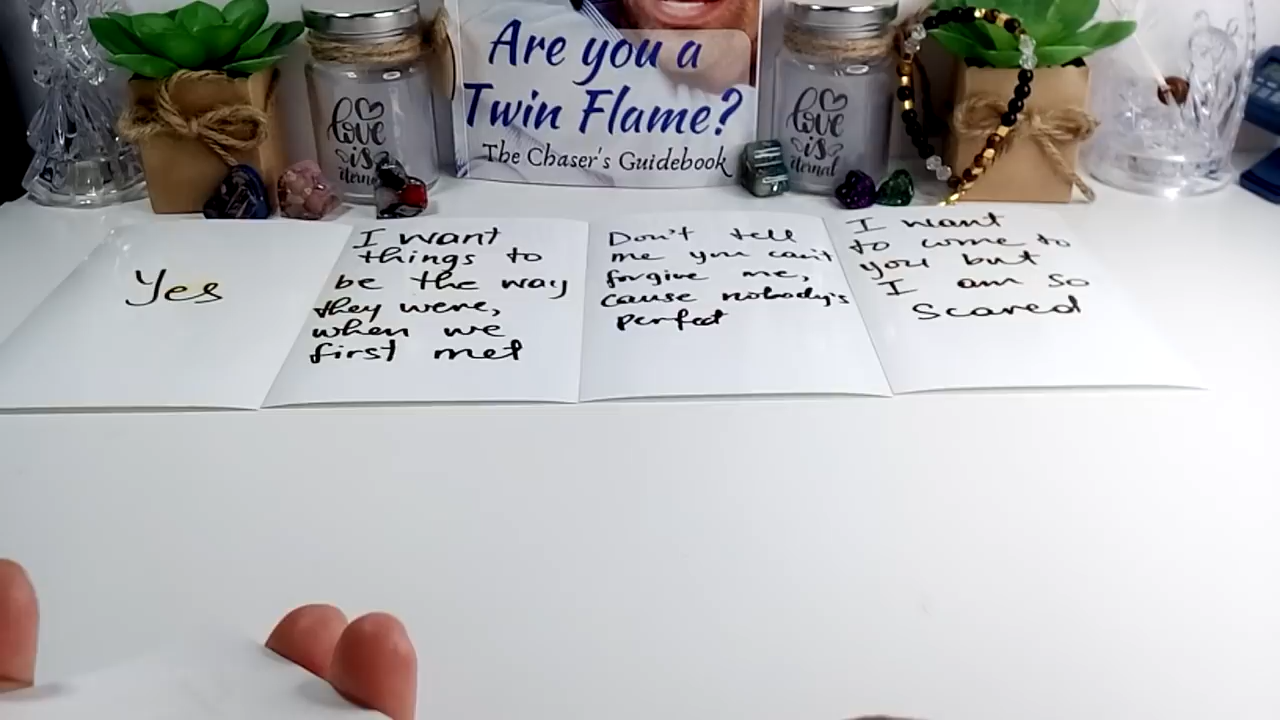 Are you a
Twin Flame?
The Chaser's Guidebook
love
is
love
is
eternal
Yes
I want
things to
be the way
they were,
when we
first met
Don't tell
me you can't
forgive me,
cause nobody's
perfect
I want
to come to
you but
I am so
Scared